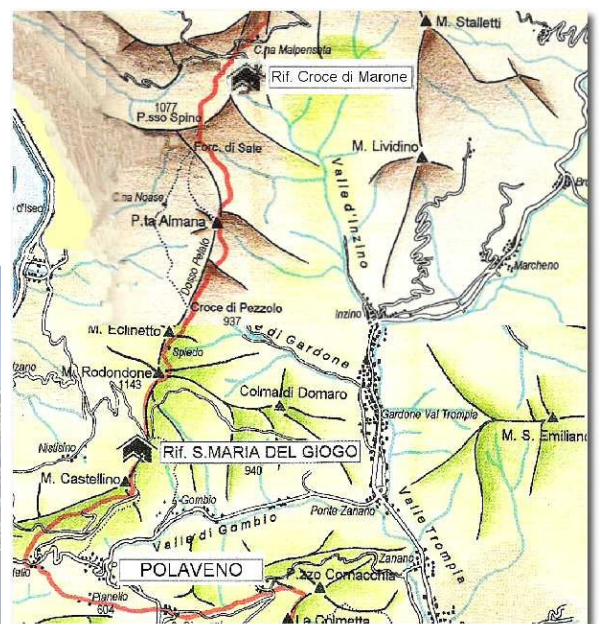 M. Stalletti
C.na Malpensata
Rif. Croce di Marone
1077
P.sso Spino
Forc. di Sale
M. Lividino
Valle d'Inzino
C.na Noase
d'Iseo
P.ta Almana
Marcheno
Dosso Pelato
Croce di Pezzolo
937
Inzino
M. Eclinetto
e di Gardone
Spiedo
M. Rodondone
1143
Colma di Domaro
Gardone Val Trompia
M. S. Emiliano
Nistisino
Rif. S.MARIA DEL GIOGO
940
M. Castellino
Gombio
Ponte Zanano
Valle di Gombio
Valle Trompia
Zanano
POLAVENO
P.zzo Cornacchia
Pianello
604
La Colmetta